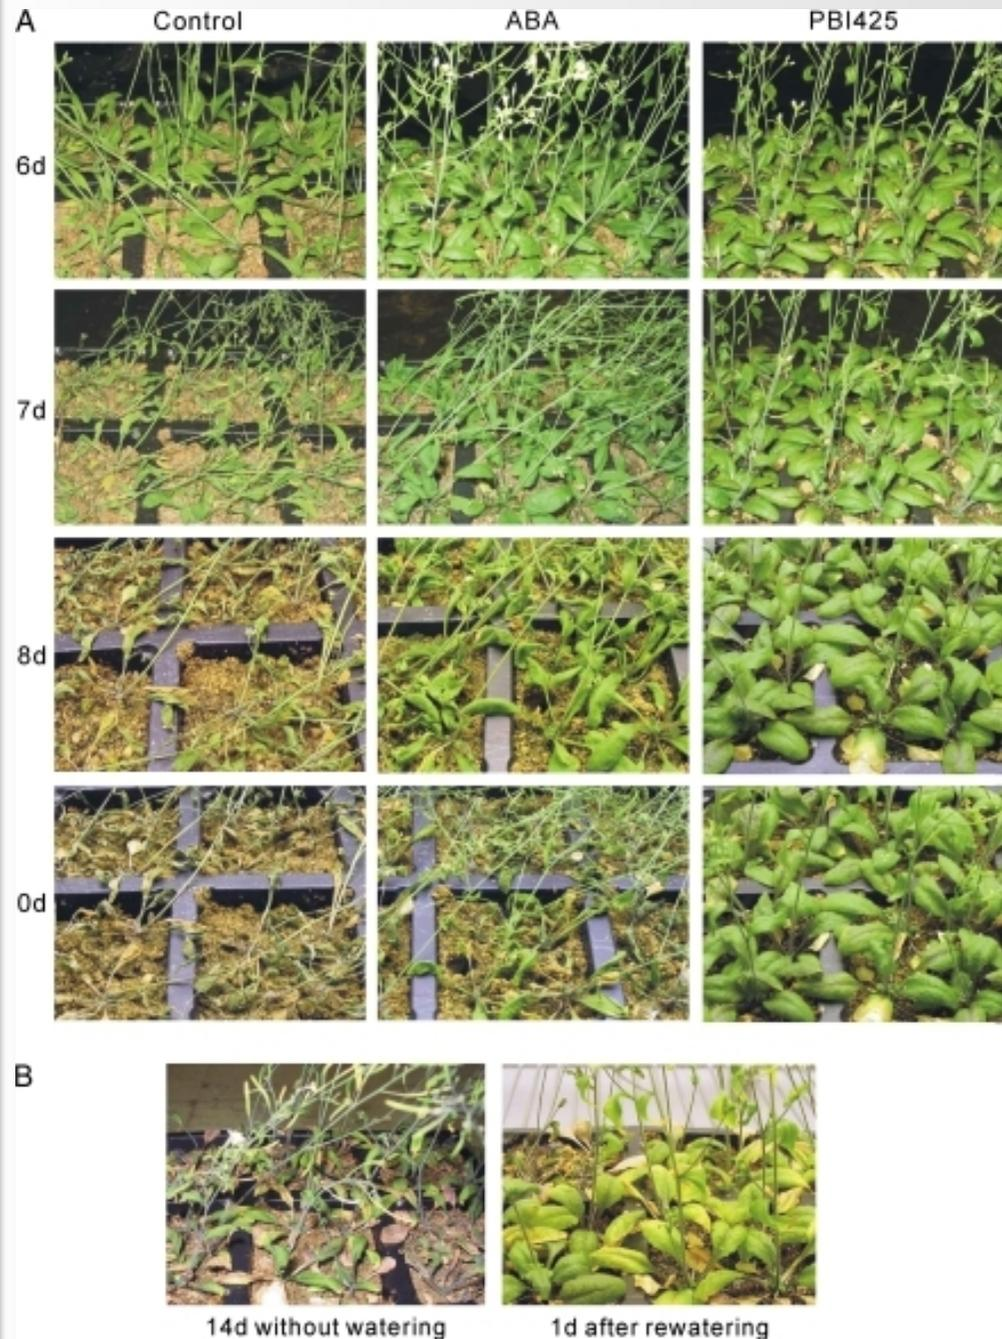 A
Control ABA PBI425
6d
7d
8d
0d
B
14d without watering 1d after rewatering